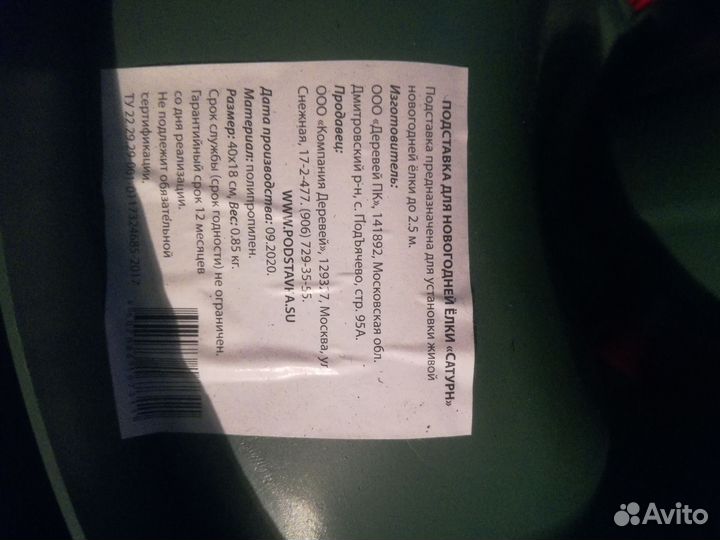 ПОДСТАВКА ДЛЯ НОВОГОДНЕЙ ЁЛКИ «САТУРН»
Подставка предназначена для установки живой
новогодней ёлки до 2.5 м.
Изготовитель:
ООО «Деревей ПК», 141892, Московская обл.
Дмитровский р-н, с. Подъячево, стр. 95А.
Продавец:
ООО «Компания Деревей», Москва, ул
Снежная, 17-2-477. (906) 729-35-55.
WWW.PODSTAVKA.SU
Дата производства: 09.2020.
Материал: полипропилен.
Размер: 40x18 см, Вес: 0.85 кг.
Срок службы (срок годности) не ограничен.
Гарантийный срок 12 месяцев
со дня реализации.
Не подлежит обязательной
сертификации.
ТУ
Avito